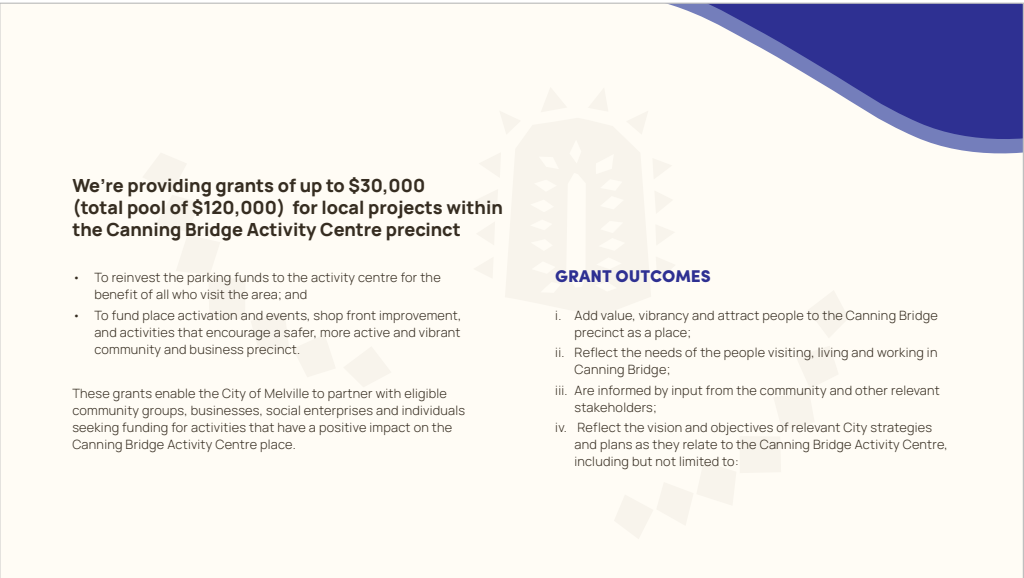 We're providing grants of up to $30,000
(total pool of $120,000)  for local projects within
the Canning Bridge Activity Centre precinct
• To reinvest the parking funds to the activity centre for the
benefit of all who visit the area; and
• To fund place activation and events, shop front improvement,
and activities that encourage a safer, more active and vibrant
community and business precinct.
These grants enable the City of Melville to partner with eligible
community groups, businesses, social enterprises and individuals
seeking funding for activities that have a positive impact on the
Canning Bridge Activity Centre place.
GRANT OUTCOMES
i. Add value, vibrancy and attract people to the Canning Bridge
precinct as a place;
ii. Reflect the needs of the people visiting, living and working in
Canning Bridge;
iii. Are informed by input from the community and other relevant
stakeholders;
iv. Reflect the vision and objectives of relevant City strategies
and plans as they relate to the Canning Bridge Activity Centre,
including but not limited to: